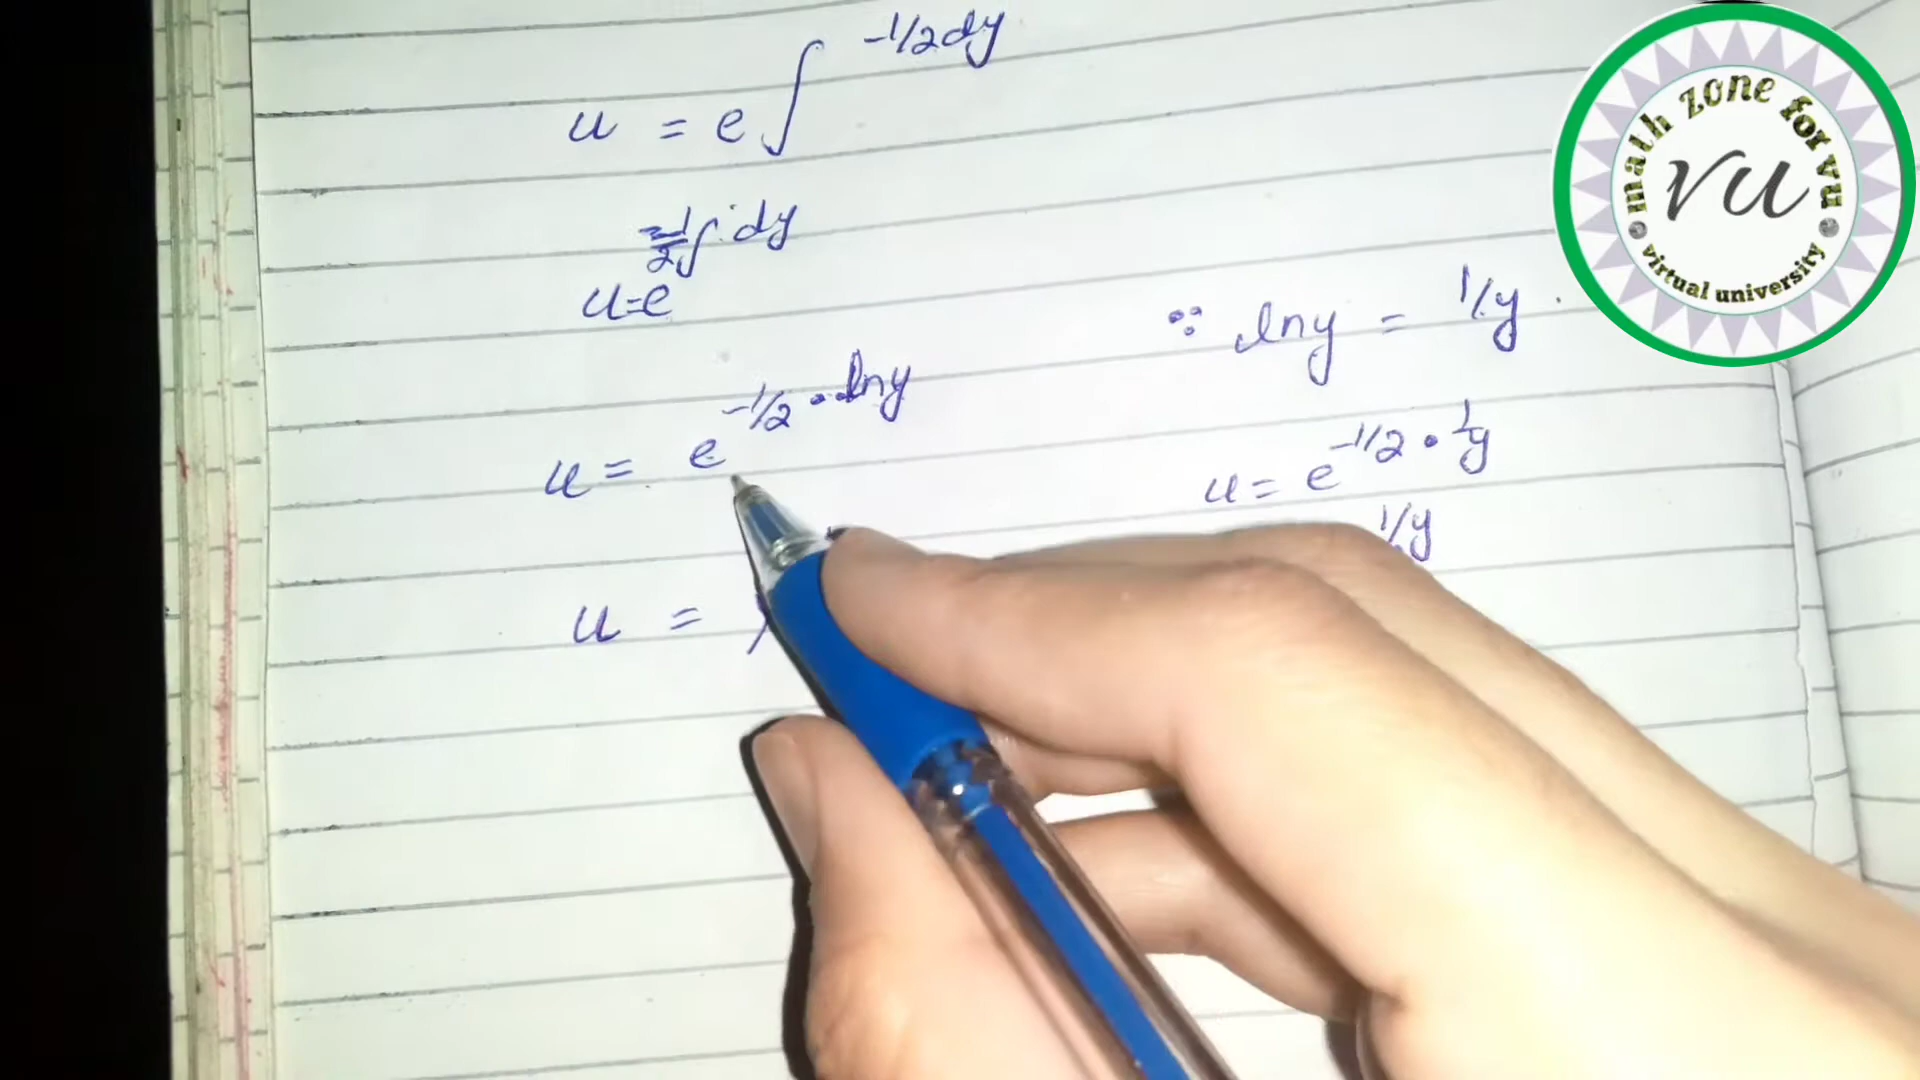 u = e∫ -1/2dy
u=e -1/2∫ dy
∵ lny = 1/y
u = e -1/2 . lny
u = e -1/2 . 1/y
1/y
u =
math zone for vu
vu
virtual university